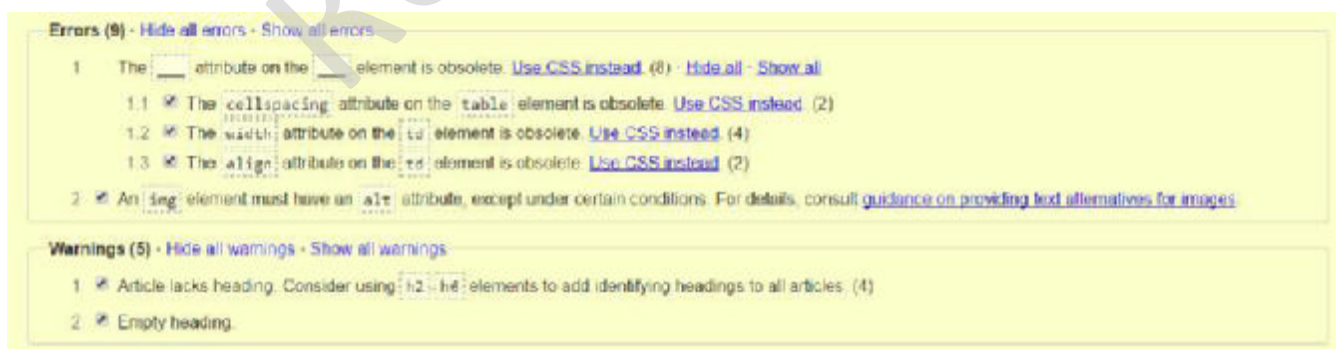 Errors (9) · Hide all errors · Show all errors
1 The ___ attribute on the ___ element is obsolete. Use CSS instead. (8) · Hide all · Show all
1.1 The cellspacing attribute on the table element is obsolete. Use CSS instead. (2)
1.2 The width attribute on the td element is obsolete. Use CSS instead. (4)
1.3 The align attribute on the td element is obsolete. Use CSS instead. (2)
2 An img element must have an alt attribute, except under certain conditions. For details, consult guidance on providing text alternatives for images.
Warnings (5) · Hide all warnings · Show all warnings
1 Article lacks heading. Consider using h2-h6 elements to add identifying headings to all articles. (4)
2 Empty heading.